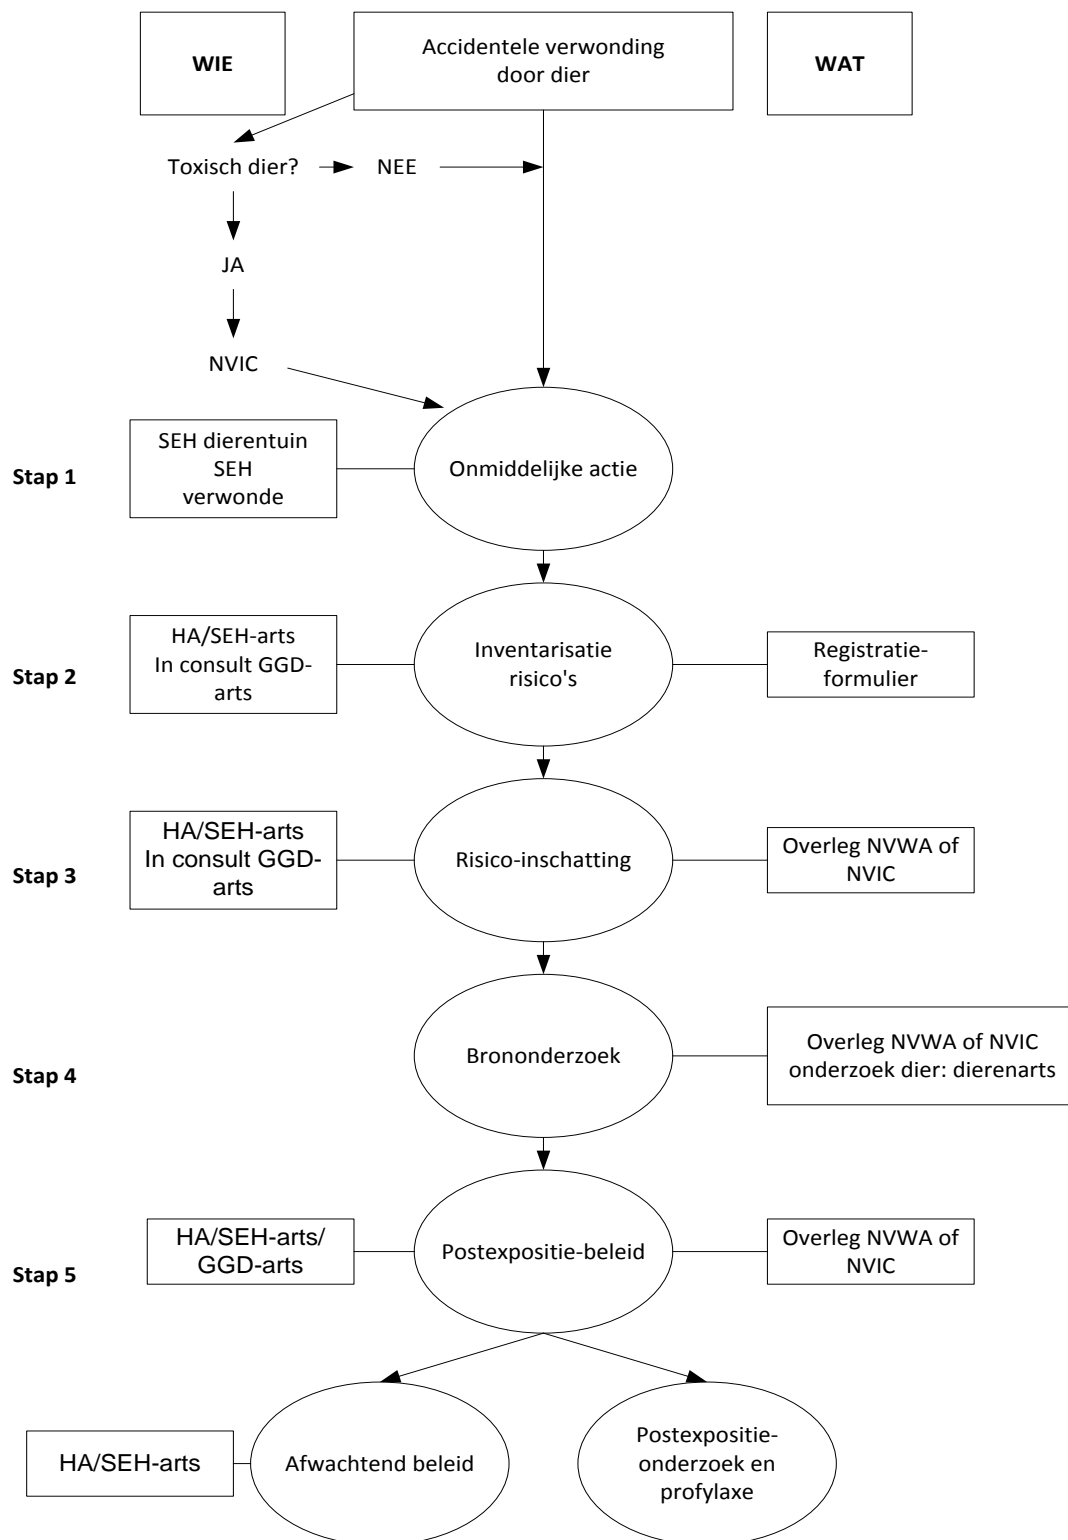 WIE
Accidentele verwonding
door dier
WAT
Toxisch dier?
NEE
JA
NVIC
Stap 1
SEH dierentuin
SEH
verwonde
Onmiddelijke actie
Stap 2
HA/SEH-arts
In consult GGD-
arts
Inventarisatie
risico's
Registratie-
formulier
Stap 3
HA/SEH-arts
In consult GGD-
arts
Risico-inschatting
Overleg NVWA of
NVIC
Stap 4
Brononderzoek
Overleg NVWA of NVIC
onderzoek dier: dierenarts
Stap 5
HA/SEH-arts/
GGD-arts
Postexpositie-beleid
Overleg NVWA of
NVIC
HA/SEH-arts
Afwachtend beleid
Postexpositie-
onderzoek en
profylaxe